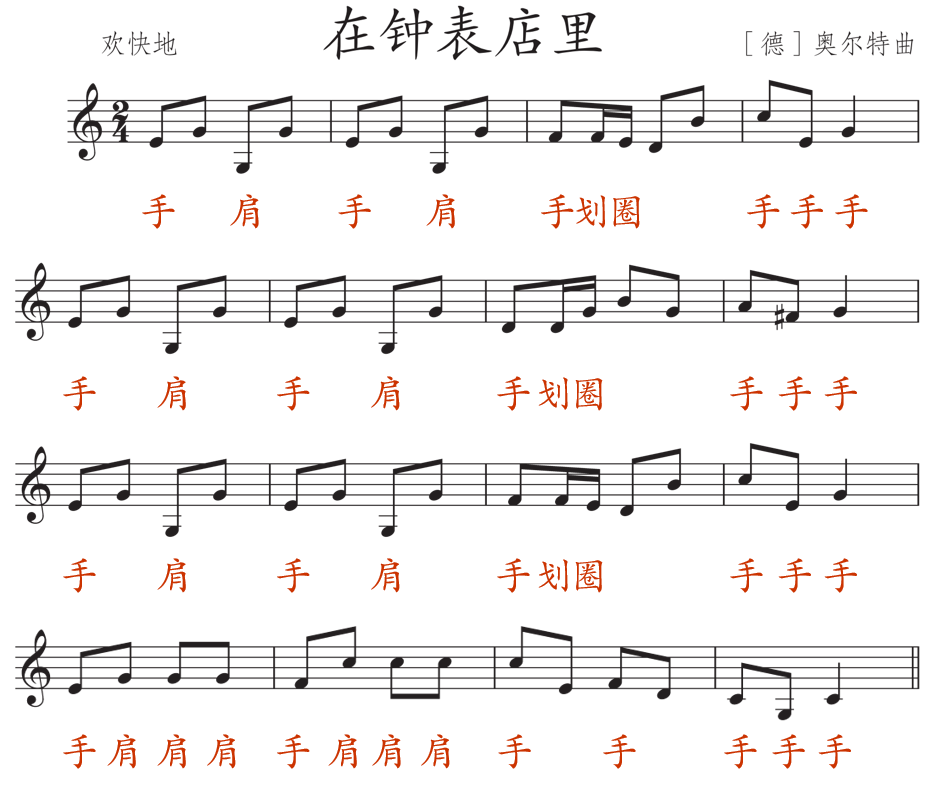 在钟表店里
欢快地 [德]奥尔特曲
2
4
手 肩 手 肩 手划圈 手手手
手 肩 手 肩 手划圈 手手手
手 肩 手 肩 手划圈 手手手
手肩肩肩 手肩肩肩 手 手 手手手